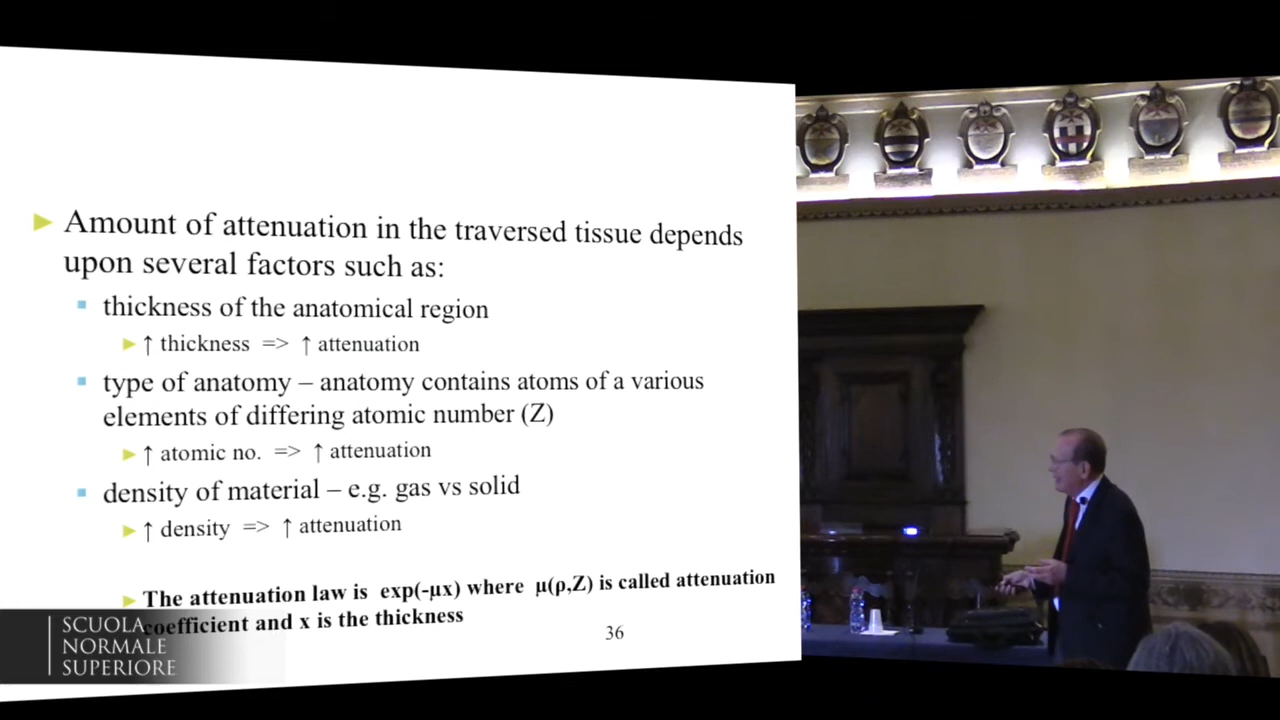 Amount of attenuation in the traversed tissue depends
upon several factors such as:
thickness of the anatomical region
↑ thickness => ↑ attenuation
type of anatomy – anatomy contains atoms of a various
elements of differing atomic number (Z)
↑ atomic no. => ↑ attenuation
density of material – e.g. gas vs solid
↑ density => ↑ attenuation
The attenuation law is exp(-μx) where μ(ρ,Z) is called attenuation
coefficient and x is the thickness
36
SCUOLA
NORMALE
SUPERIORE